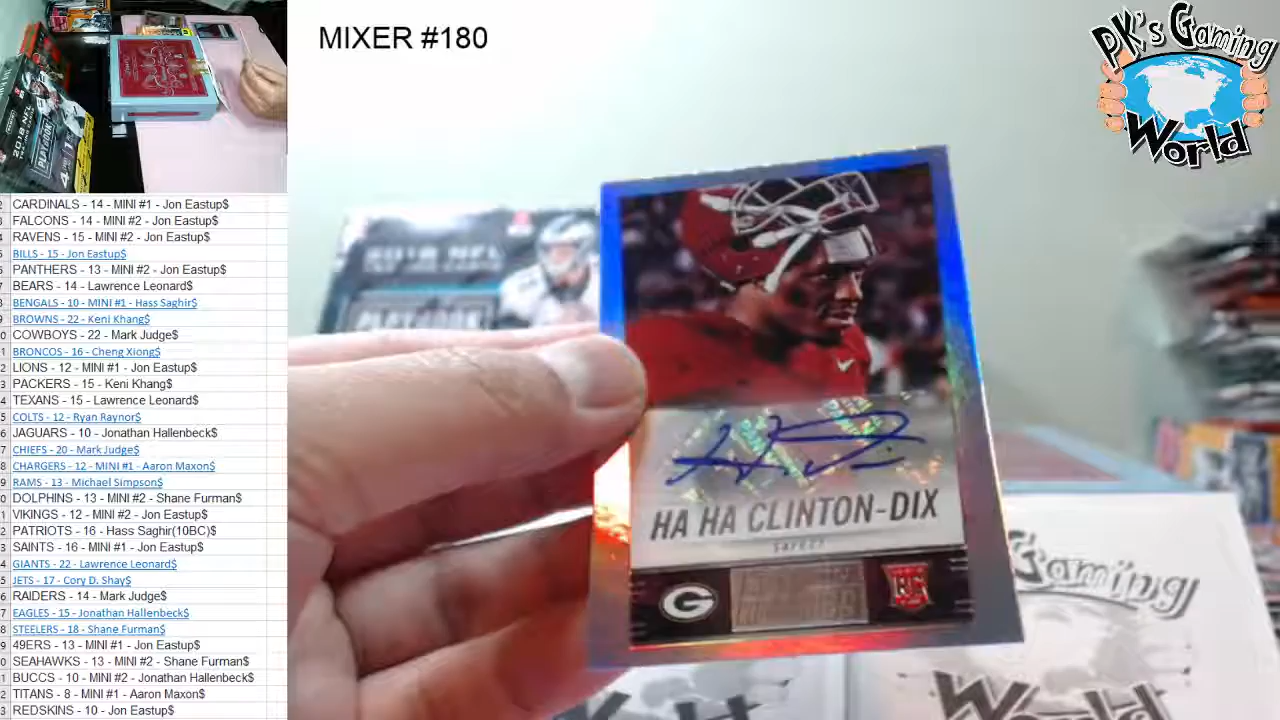 MIXER #180
PK's Gaming
World
2018 NFL
PLAYBOOK
CARDINALS - 14 - MINI #1 - Jon Eastup$
FALCONS - 14 - MINI #2 - Jon Eastup$
RAVENS - 15 - MINI #2 - Jon Eastup$
BILLS - 15 - Jon Eastup$
PANTHERS - 13 - MINI #2 - Jon Eastup$
BEARS - 14 - Lawrence Leonard$
BENGALS - 10 - MINI #1 - Hass Saghir$
BROWNS - 22 - Keni Khang$
COWBOYS - 22 - Mark Judge$
BRONCOS - 16 - Cheng Xiong$
LIONS - 12 - MINI #1 - Jon Eastup$
PACKERS - 15 - Keni Khang$
TEXANS - 15 - Lawrence Leonard$
COLTS - 12 - Ryan Raynor$
JAGUARS - 10 - Jonathan Hallenbeck$
CHIEFS - 20 - Mark Judge$
CHARGERS - 12 - MINI #1 - Aaron Maxon$
RAMS - 13 - Michael Simpson$
DOLPHINS - 13 - MINI #2 - Shane Furman$
VIKINGS - 12 - MINI #2 - Jon Eastup$
PATRIOTS - 16 - Hass Saghir(10BC)$
SAINTS - 16 - MINI #1 - Jon Eastup$
GIANTS - 22 - Lawrence Leonard$
JETS - 17 - Cory D. Shay$
RAIDERS - 14 - Mark Judge$
EAGLES - 15 - Jonathan Hallenbeck$
STEELERS - 18 - Shane Furman$
49ERS - 13 - MINI #1 - Jon Eastup$
SEAHAWKS - 13 - MINI #2 - Shane Furman$
BUCCS - 10 - MINI #2 - Jonathan Hallenbeck$
TITANS - 8 - MINI #1 - Aaron Maxon$
REDSKINS - 10 - Jon Eastup$
2018 NFL
PLAYBOOK
HA HA CLINTON-DIX
SAFETY
G
RC
Gaming
World